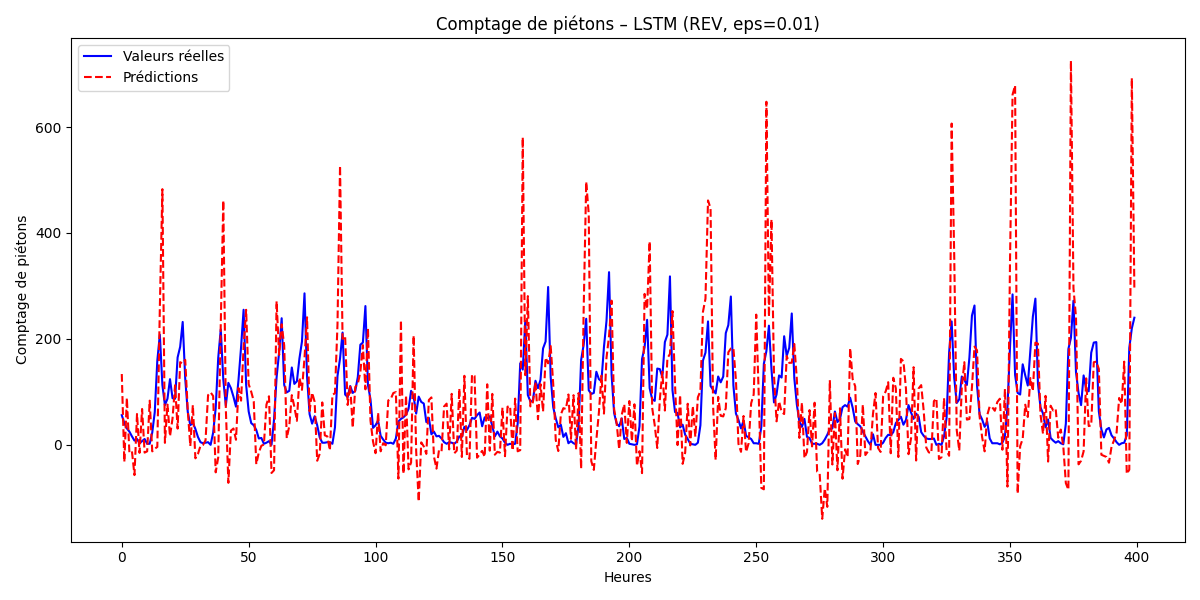 Comptage de piétons – LSTM (REV, eps=0.01)
Valeurs réelles
Prédictions
Comptage de piétons
600
400
200
0
0 50 100 150 200 250 300 350 400
Heures